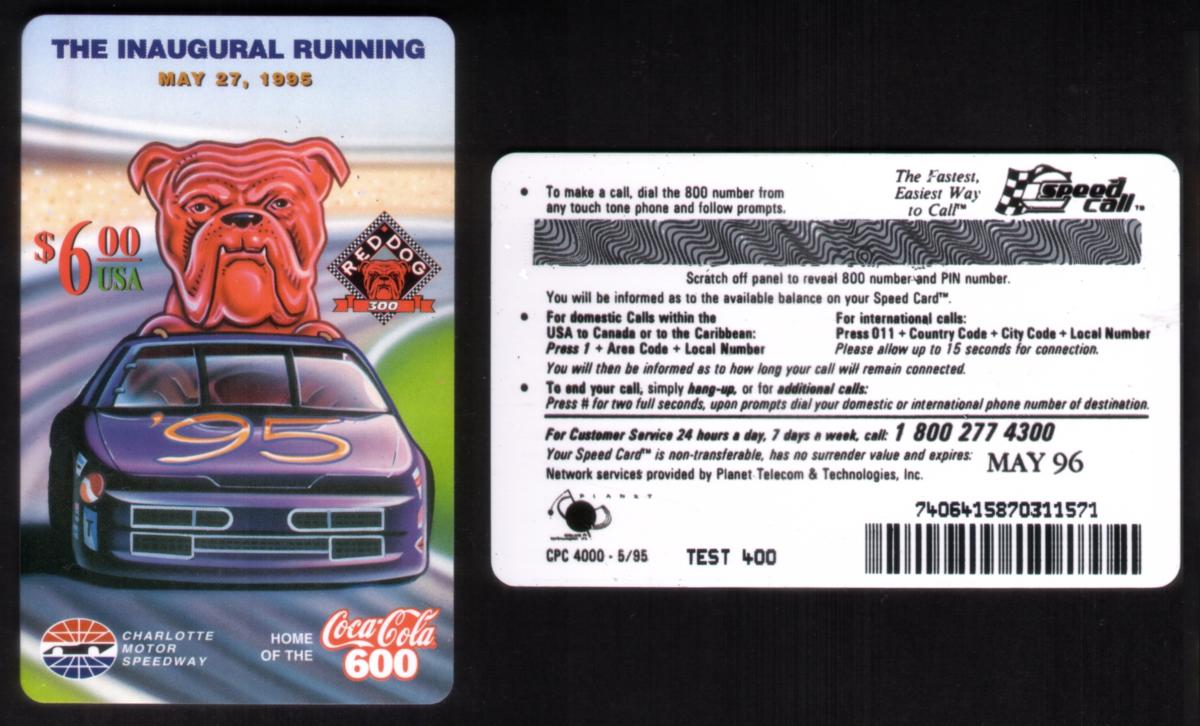 THE INAUGURAL RUNNING
MAY 27, 1995
$6.00
USA
RED DOG
300
'95
CHARLOTTE
MOTOR
SPEEDWAY
HOME
OF THE
Coca-Cola
600
• To make a call, dial the 800 number from
any touch tone phone and follow prompts.
The Fastest,
Easiest Way
to Call™
speed
call™
Scratch off panel to reveal 800 number and PIN number.
You will be informed as to the available balance on your Speed Card™.
• For domestic Calls within the
USA to Canada or to the Caribbean:
Press 1 + Area Code + Local Number
For international calls:
Press 011 + Country Code + City Code + Local Number
Please allow up to 15 seconds for connection.
You will then be informed as to how long your call will remain connected.
• To end your call, simply hang-up, or for additional calls:
Press # for two full seconds, upon prompts dial your domestic or international phone number of destination.
For Customer Service 24 hours a day, 7 days a week, call: 1 800 277 4300
Your Speed Card™ is non-transferable, has no surrender value and expires: MAY 96
Network services provided by Planet Telecom & Technologies, Inc.
PLANET
7406415870311571
CPC 4000 - 5/95
TEST 400